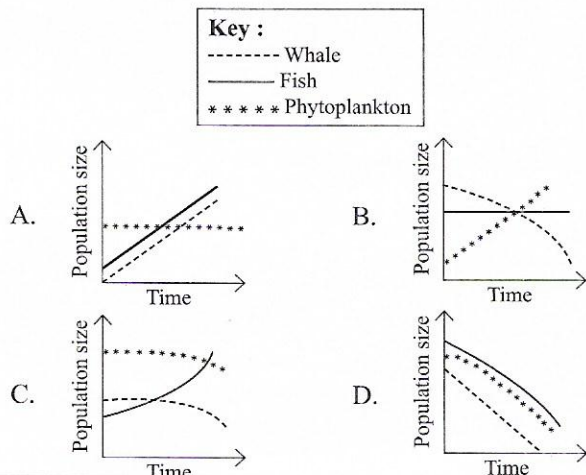 Key :
Whale
Fish
Phytoplankton
A.
Population size
Time
B.
Population size
Time
C.
Population size
Time
D.
Population size
Time